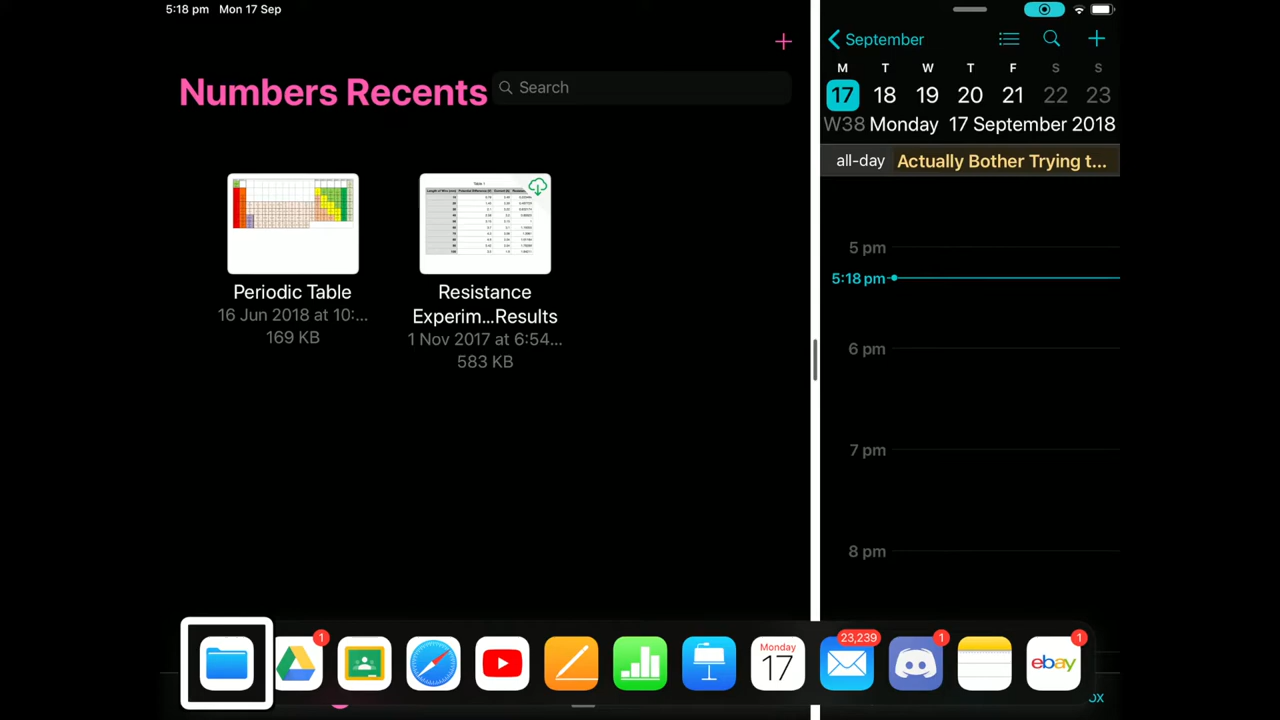 5:18 pm Mon 17 Sep
Numbers Recents
Search
Periodic Table
16 Jun 2018 at 10:...
169 KB
Resistance
Experim...Results
1 Nov 2017 at 6:54...
583 KB
Table 1
September
M T W T F S S
17 18 19 20 21 22 23
W38 Monday 17 September 2018
all-day Actually Bother Trying t...
5 pm
5:18 pm
6 pm
7 pm
8 pm
1
Monday
17
23,239
1
1
ebay